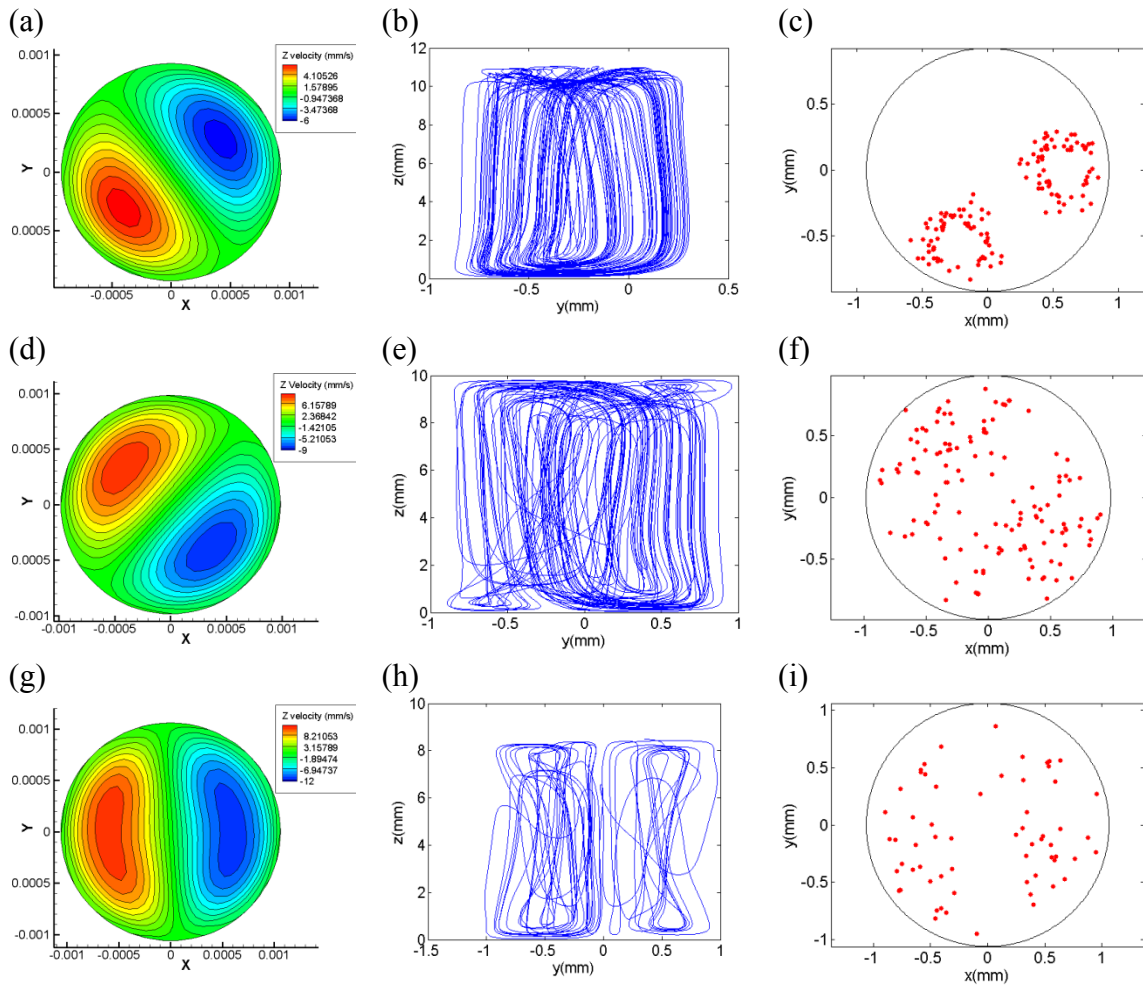 (a) (b) (c)
Z velocity (mm/s)
4.10526
1.57895
-0.947368
-3.47368
-6
0.001
0.0005
0
0.0005
0.001
Y
-0.0005 0 0.0005 0.001
X
12
10
8
6
4
2
0
z(mm)
-1 -0.5 0 0.5
y(mm)
0.5
0
-0.5
y(mm)
-1 -0.5 0 0.5 1
x(mm)
(d) (e) (f)
Z Velocity (mm/s)
6.15789
2.36842
-1.42105
-5.21053
-9
0.001
0.0005
0
0.0005
-0.001
Y
-0.001 -0.0005 0 0.0005 0.001
X
10
8
6
4
2
0
z(mm)
-1 -0.5 0 0.5 1
y(mm)
0.5
0
-0.5
y(mm)
-1 -0.5 0 0.5 1
x(mm)
(g) (h) (i)
Z velocity (mm/s)
8.21053
3.15789
-1.89474
-6.94737
-12
0.001
0.0005
0
0.0005
0.001
Y
-0.001 -0.0005 0 0.0005 0.001
X
10
8
6
4
2
0
z(mm)
-1.5 -1 -0.5 0 0.5 1
y(mm)
1
0.5
0
-0.5
-1
y(mm)
-1 -0.5 0 0.5 1
x(mm)